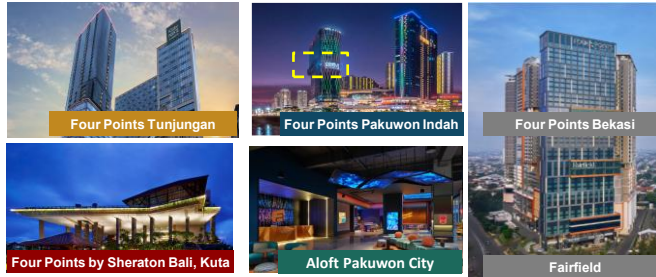 Four Points Tunjungan
Four Points Pakuwon Indah
Four Points Bekasi
Four Points by Sheraton Bali, Kuta
Aloft Pakuwon City
Fairfield